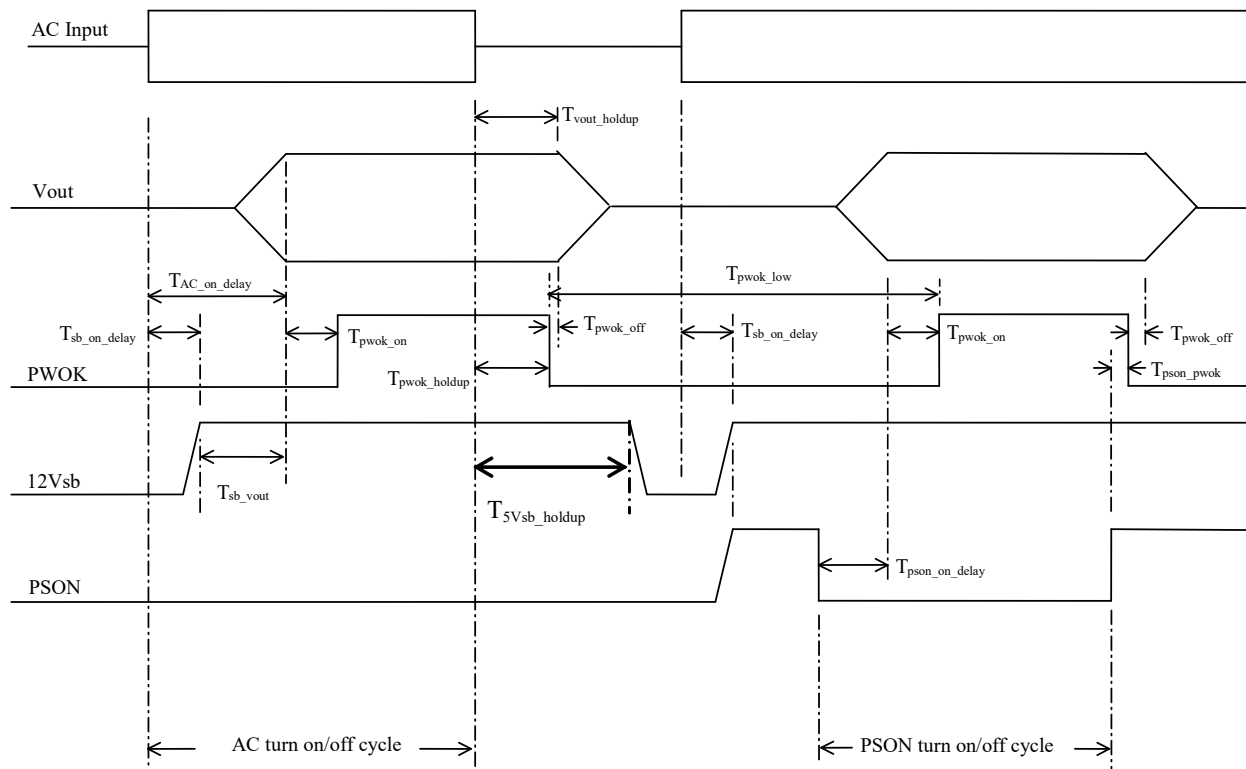 AC Input
Tvout_holdup
Vout
TAC_on_delay
Tpwok_low
Tsb_on_delay
Tpwok_on
Tpwok_off
Tsb_on_delay
Tpwok_on
Tpwok_off
PWOK
Tpwok_holdup
Tpson_pwok
12Vsb
Tsb_vout
T5Vsb_holdup
PSON
Tpson_on_delay
AC turn on/off cycle
PSON turn on/off cycle